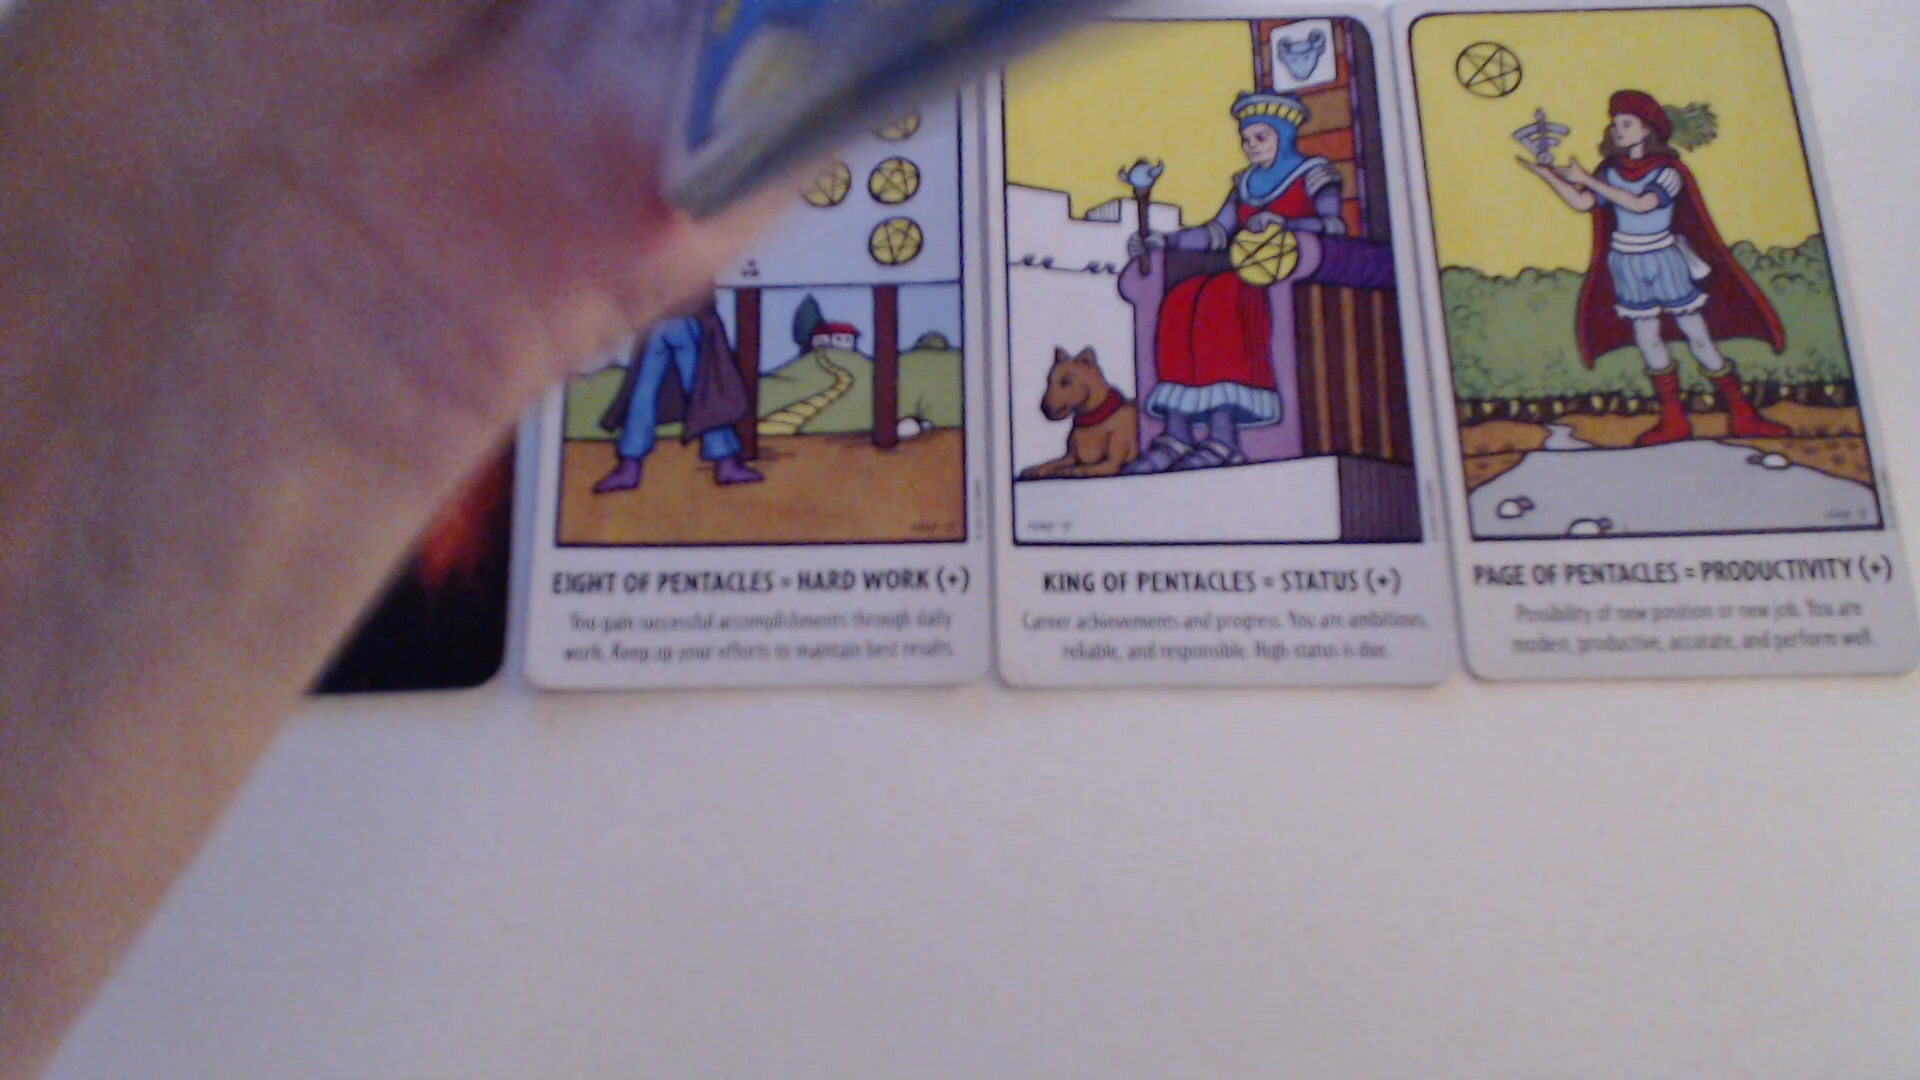 EIGHT OF PENTACLES = HARD WORK (+)
You gain successful accomplishments through daily
work. Keep up your efforts to maintain best results.
KING OF PENTACLES = STATUS (+)
Career achievements and progress. You are ambitious,
reliable, and responsible. High status is due.
PAGE OF PENTACLES = PRODUCTIVITY (+)
Possibility of new position or new job. You are
modest, productive, accurate, and perform well.